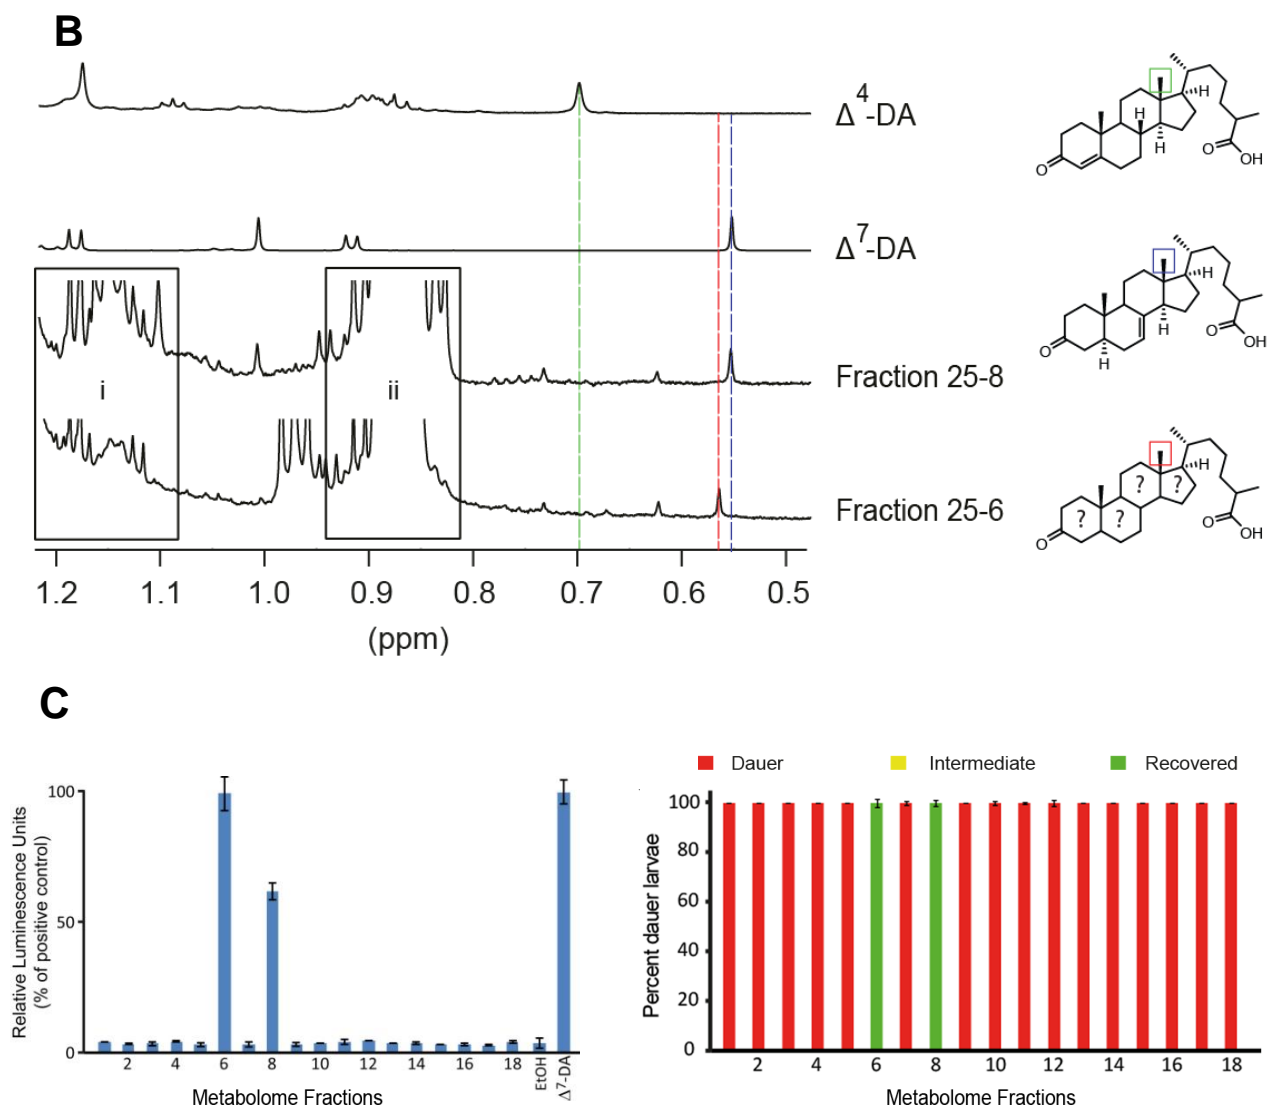 B
Δ4-DA
O
H
H
H
O
OH
Δ7-DA
O
H
H
H
O
OH
i
ii
Fraction 25-8
Fraction 25-6
O
? ? ? ?
H
O
OH
1.2 1.1 1.0 0.9 0.8 0.7 0.6 0.5
(ppm)
C
Relative Luminescence Units
(% of positive control)
100
50
0
2 4 6 8 10 12 14 16 18 EtOH Δ7-DA
Metabolome Fractions
Dauer Intermediate Recovered
Percent dauer larvae
100
80
60
40
20
0
2 4 6 8 10 12 14 16 18
Metabolome Fractions